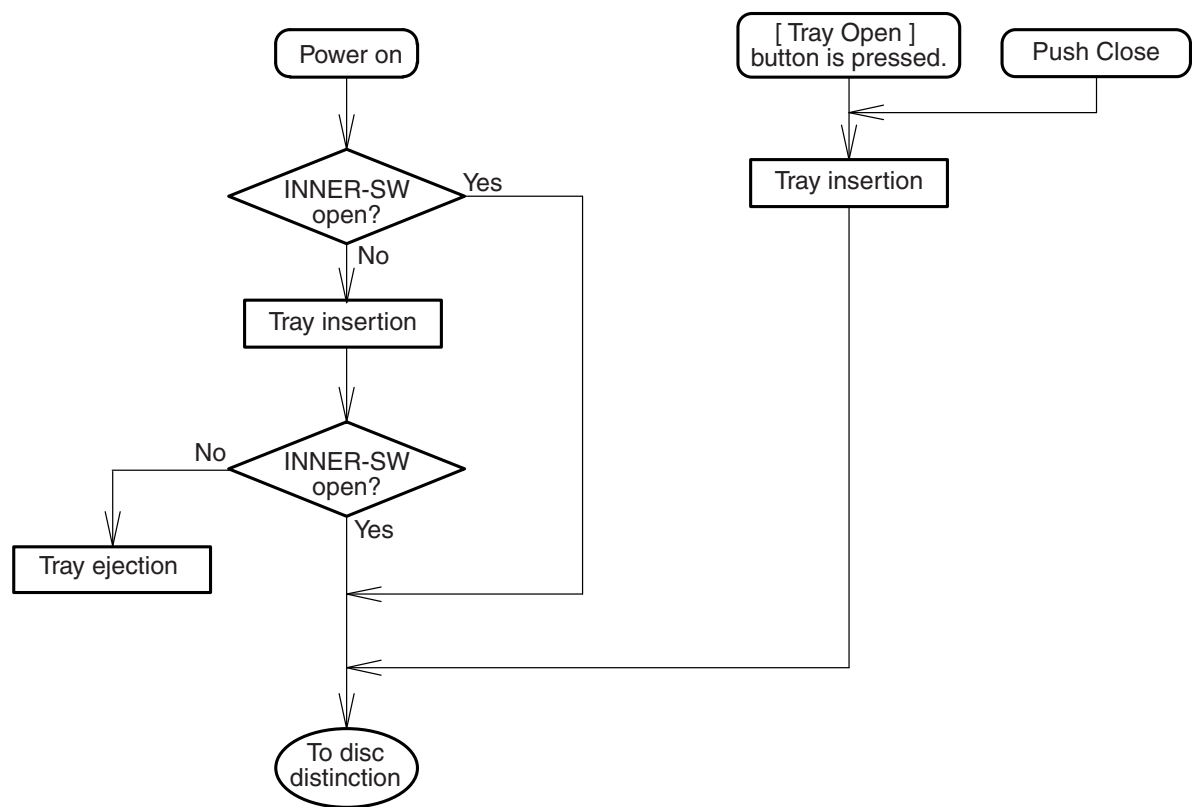 Power on
[ Tray Open ]
button is pressed.
Push Close
INNER-SW
open?
Yes
No
Tray insertion
Tray insertion
INNER-SW
open?
No
Yes
Tray ejection
To disc
distinction